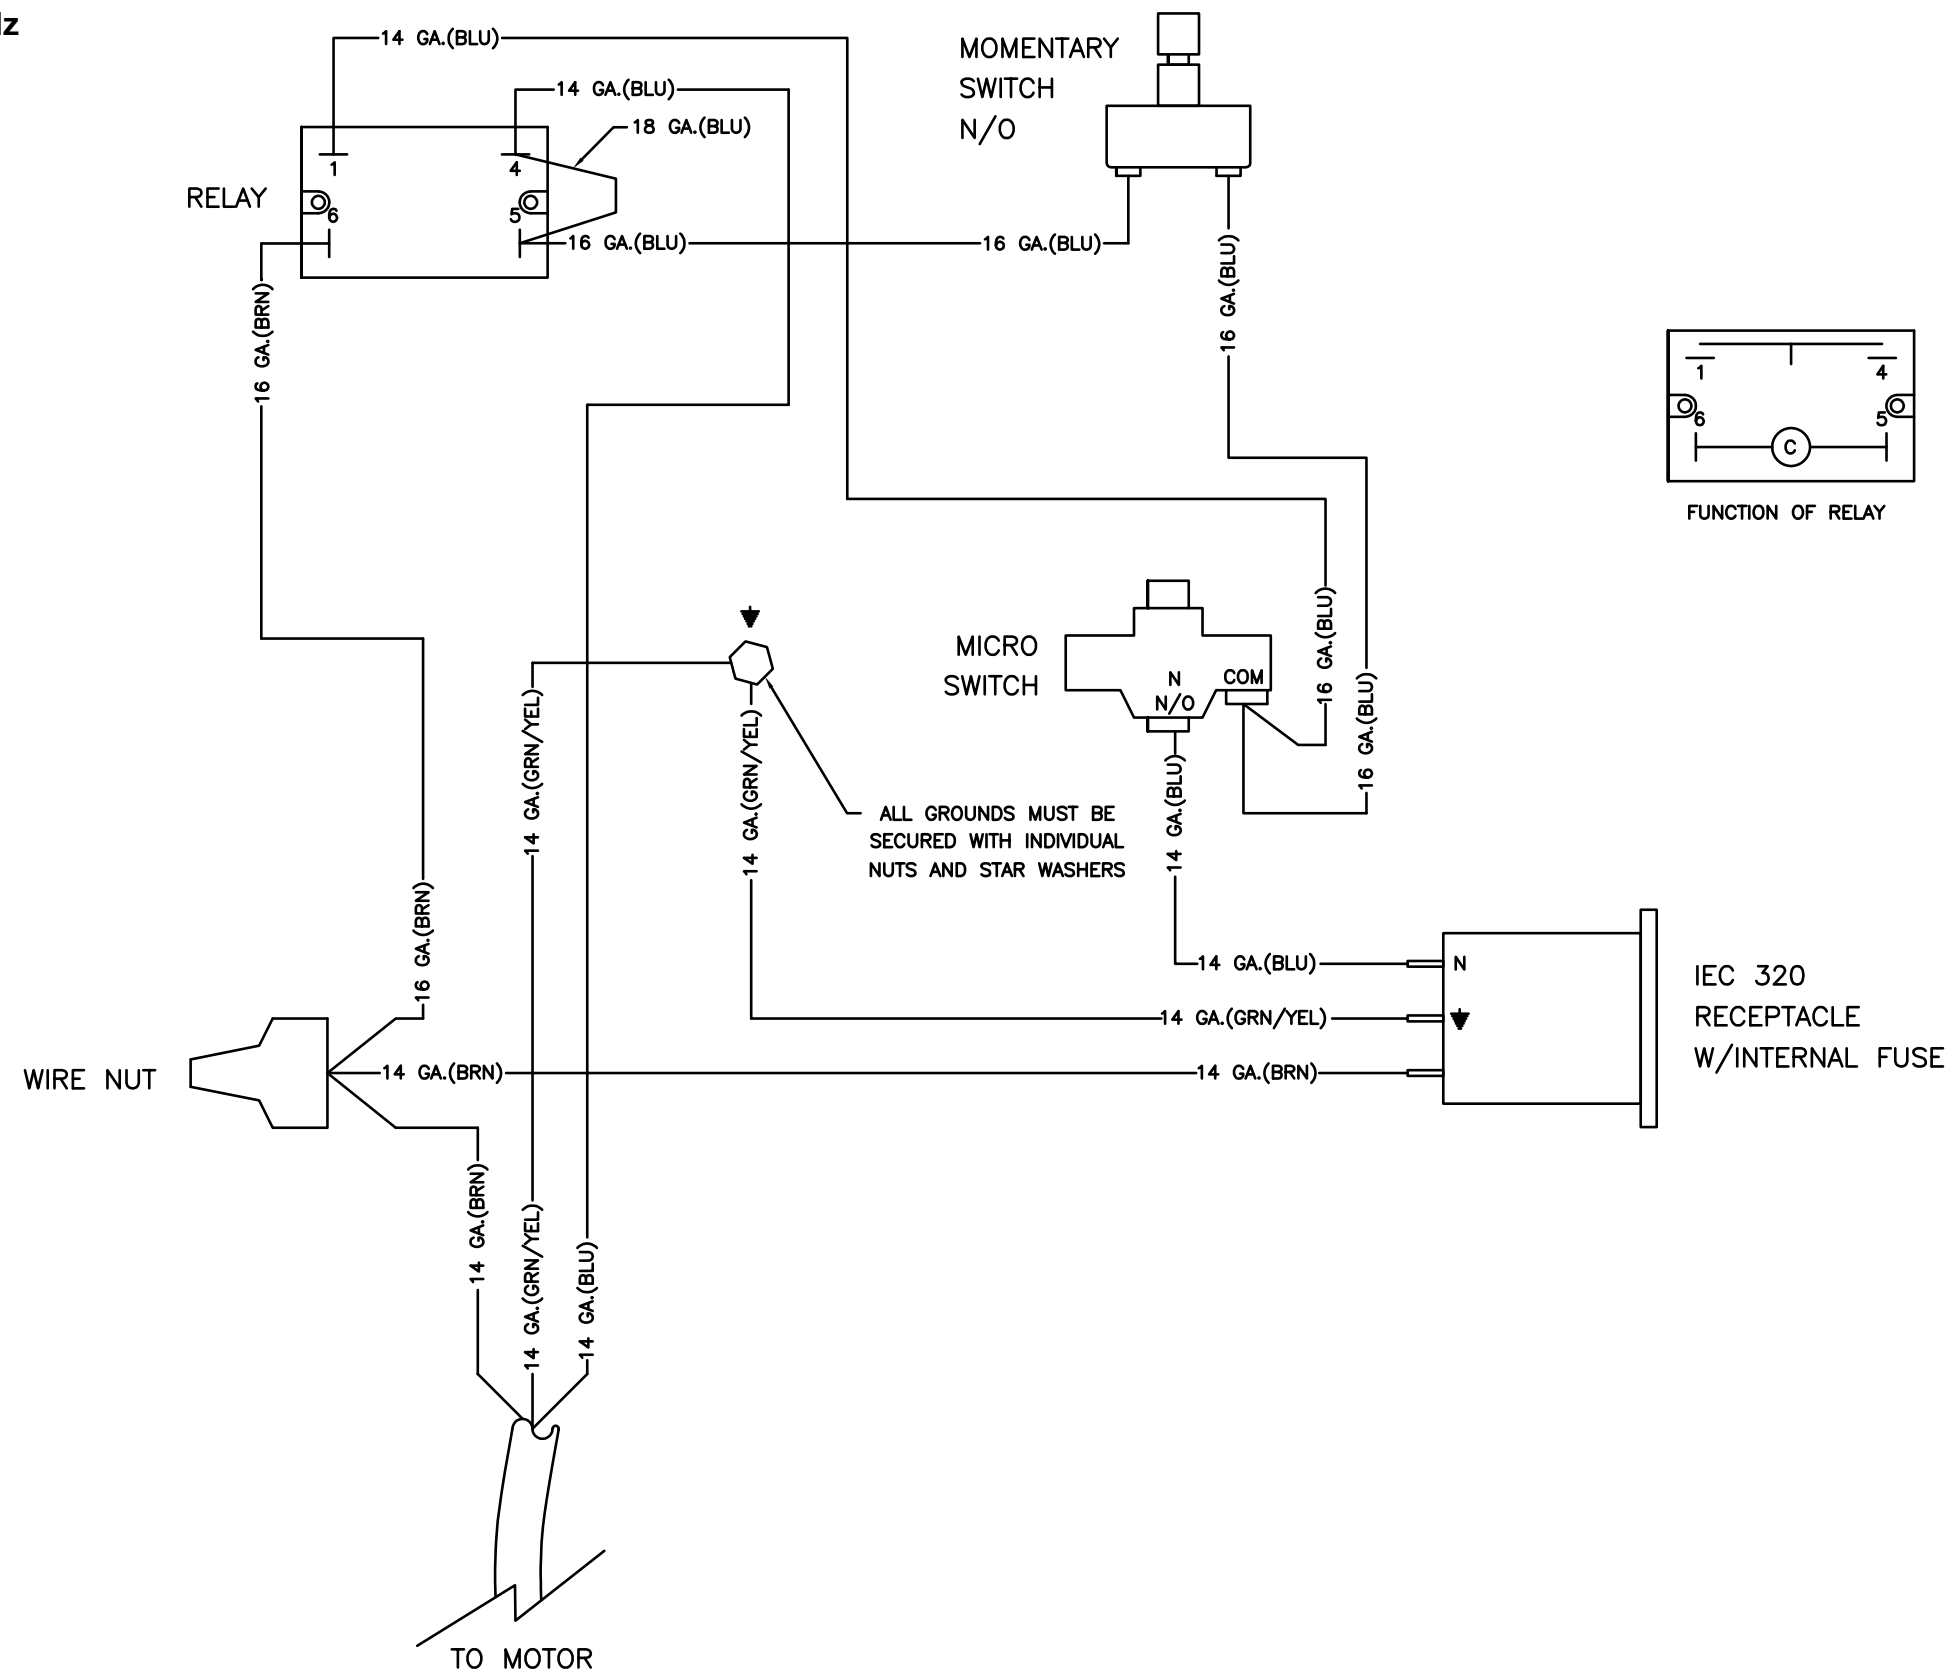 lz
14 GA.(BLU)
14 GA.(BLU)
18 GA.(BLU)
MOMENTARY
SWITCH
N/O
RELAY
1
4
6
5
16 GA.(BLU)
16 GA.(BLU)
16 GA.(BLU)
16 GA.(BRN)
1
4
6
5
C
FUNCTION OF RELAY
MICRO
SWITCH
N
N/O
COM
16 GA.(BLU)
16 GA.(BLU)
14 GA.(GRN/YEL)
14 GA.(GRN/YEL)
14 GA.(BLU)
ALL GROUNDS MUST BE
SECURED WITH INDIVIDUAL
NUTS AND STAR WASHERS
16 GA.(BRN)
14 GA.(BLU)
N
14 GA.(GRN/YEL)
IEC 320
RECEPTACLE
W/INTERNAL FUSE
WIRE NUT
14 GA.(BRN)
14 GA.(BRN)
14 GA.(BRN)
14 GA.(GRN/YEL)
14 GA.(BLU)
TO MOTOR